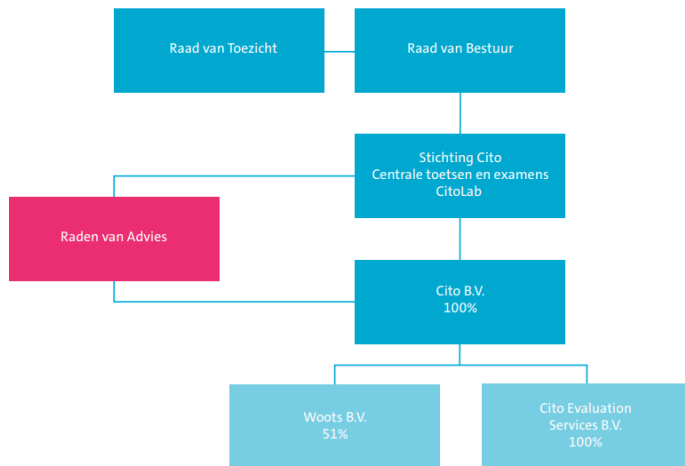 Raad van Toezicht
Raad van Bestuur
Stichting Cito
Centrale toetsen en examens
CitoLab
Raden van Advies
Cito B.V.
100%
Woots B.V.
51%
Cito Evaluation
Services B.V.
100%